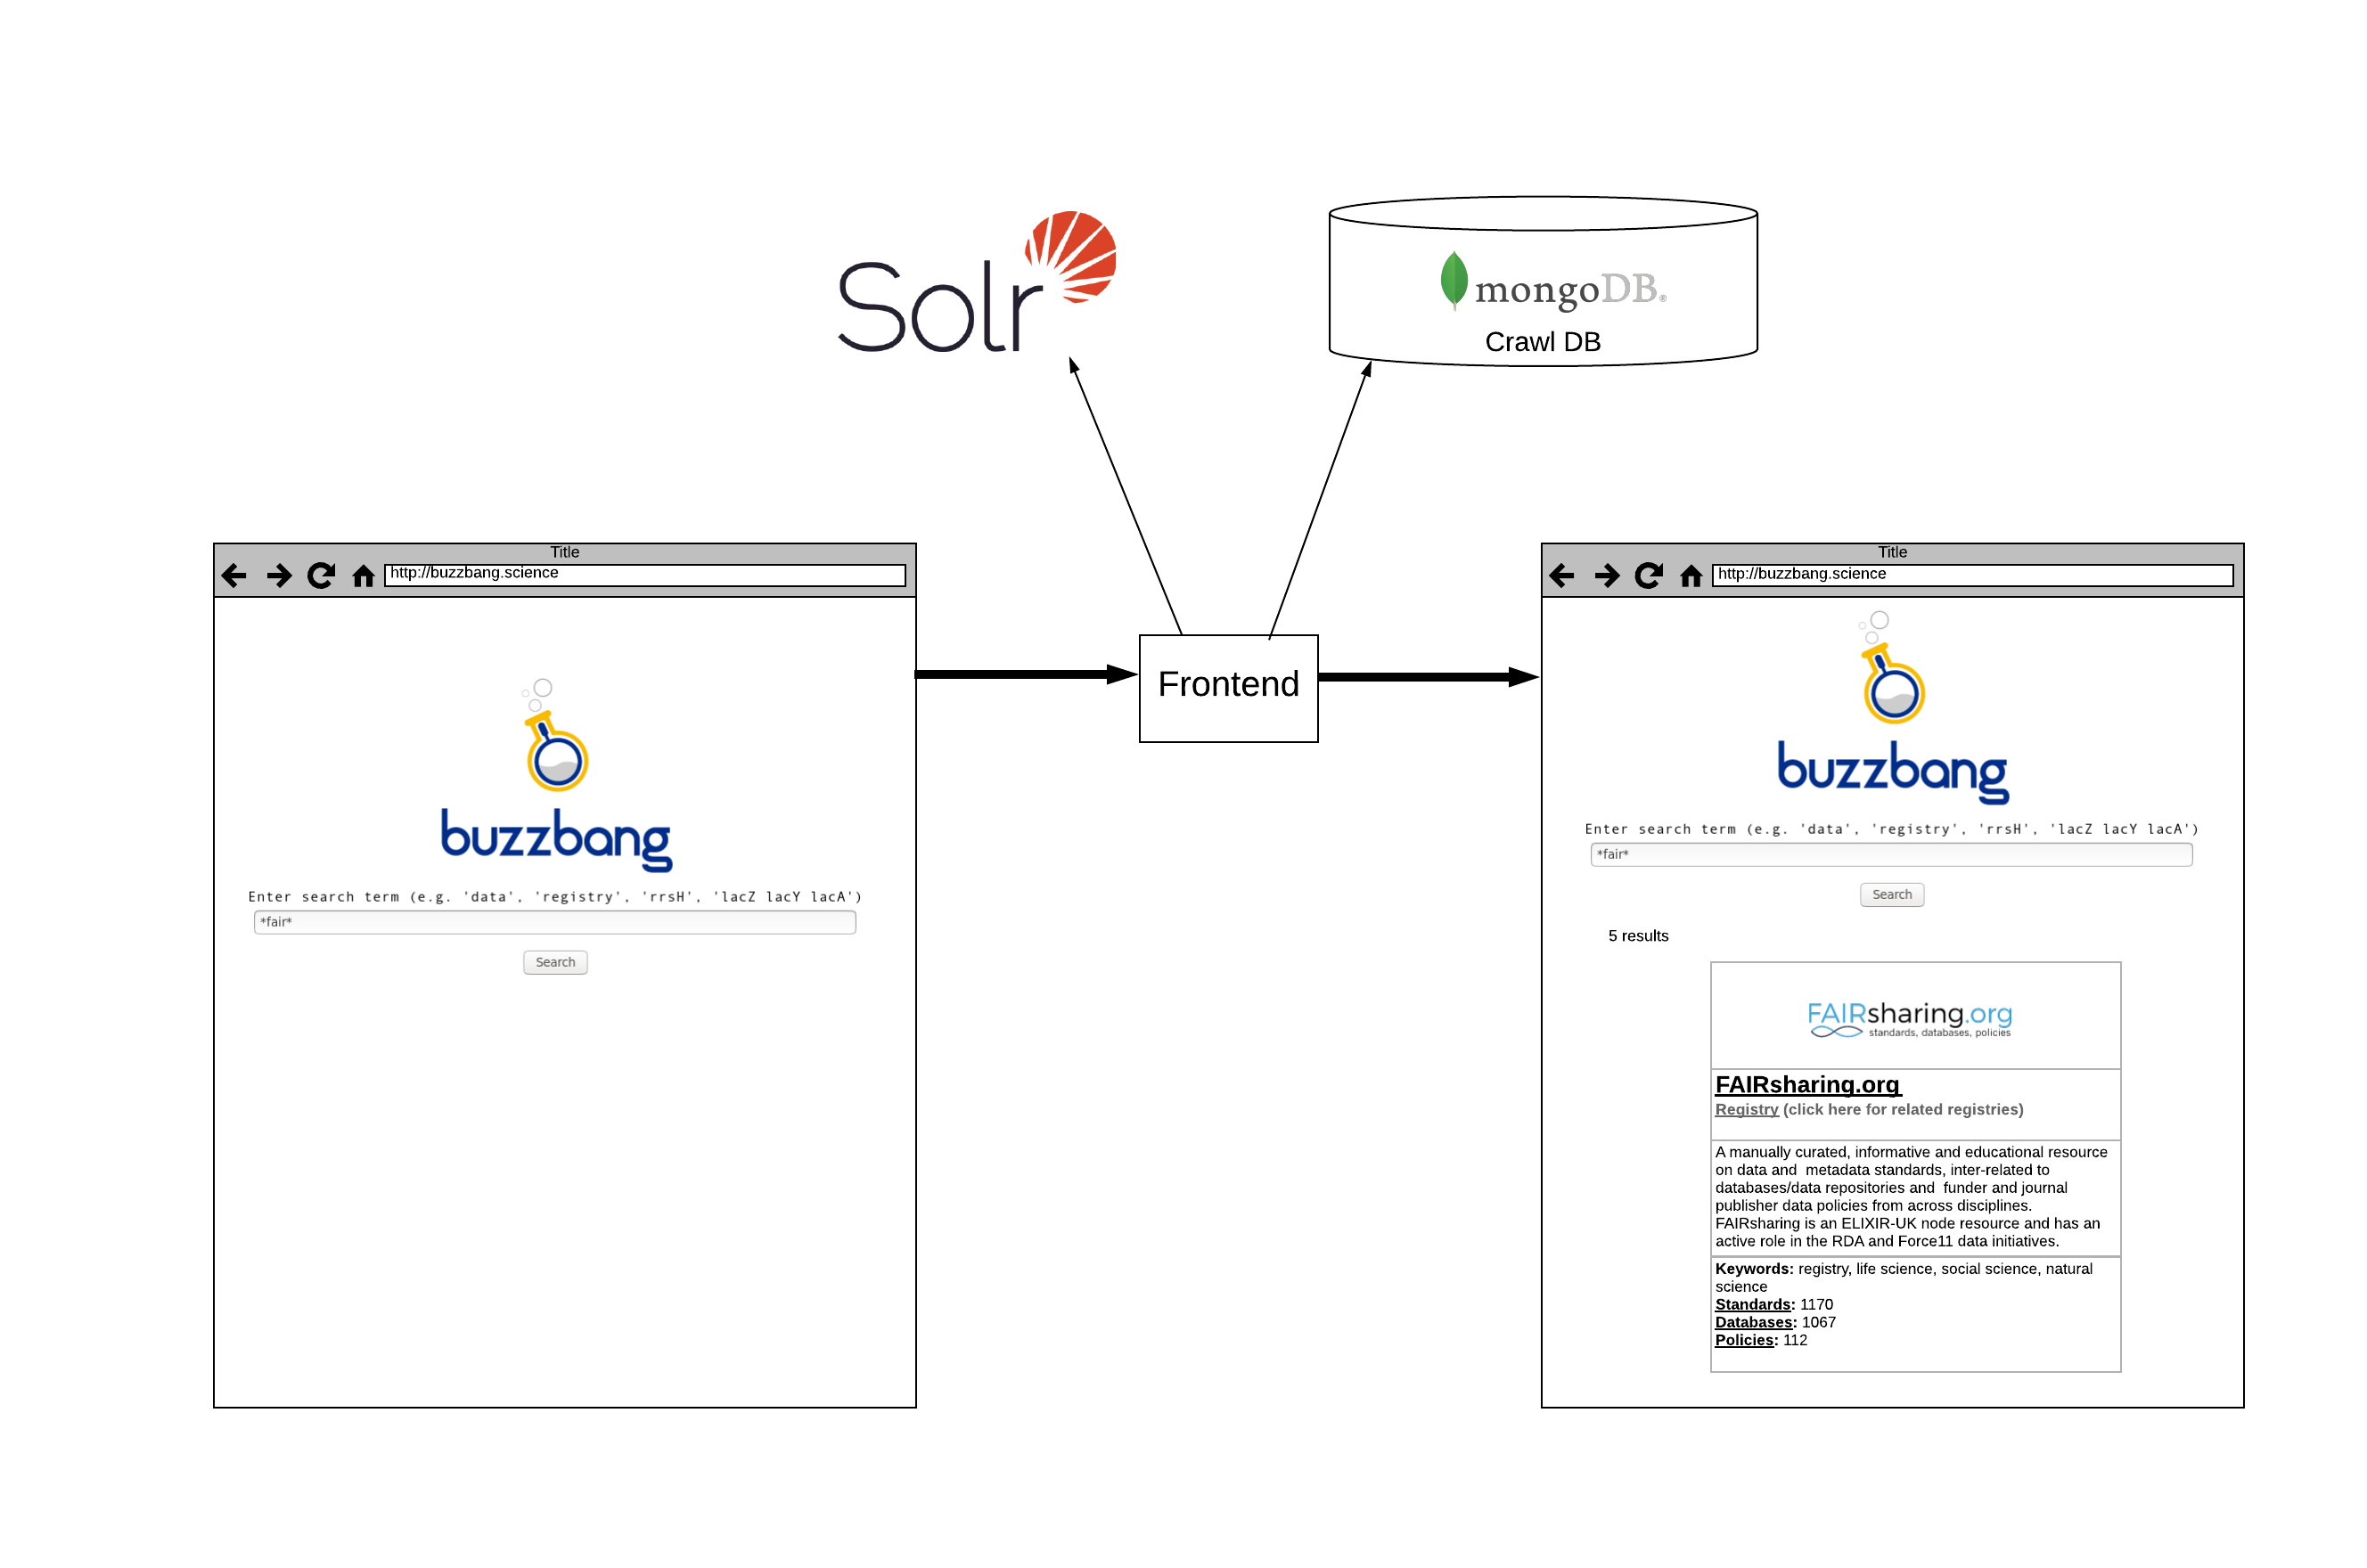 Solr
mongoDB®
Crawl DB
Title
http://buzzbang.science
buzzbang
Enter search term (e.g. 'data', 'registry', 'rrsH', 'lacZ lacY lacA')
*fair*
Search
Frontend
Title
http://buzzbang.science
buzzbang
Enter search term (e.g. 'data', 'registry', 'rrsH', 'lacZ lacY lacA')
*fair*
Search
5 results
FAIRsharing.org
standards, databases, policies
FAIRsharing.org
Registry (click here for related registries)
A manually curated, informative and educational resource
on data and  metadata standards, inter-related to
databases/data repositories and  funder and journal
publisher data policies from across disciplines.
FAIRsharing is an ELIXIR-UK node resource and has an
active role in the RDA and Force11 data initiatives.
Keywords: registry, life science, social science, natural
science
Standards: 1170
Databases: 1067
Policies: 112